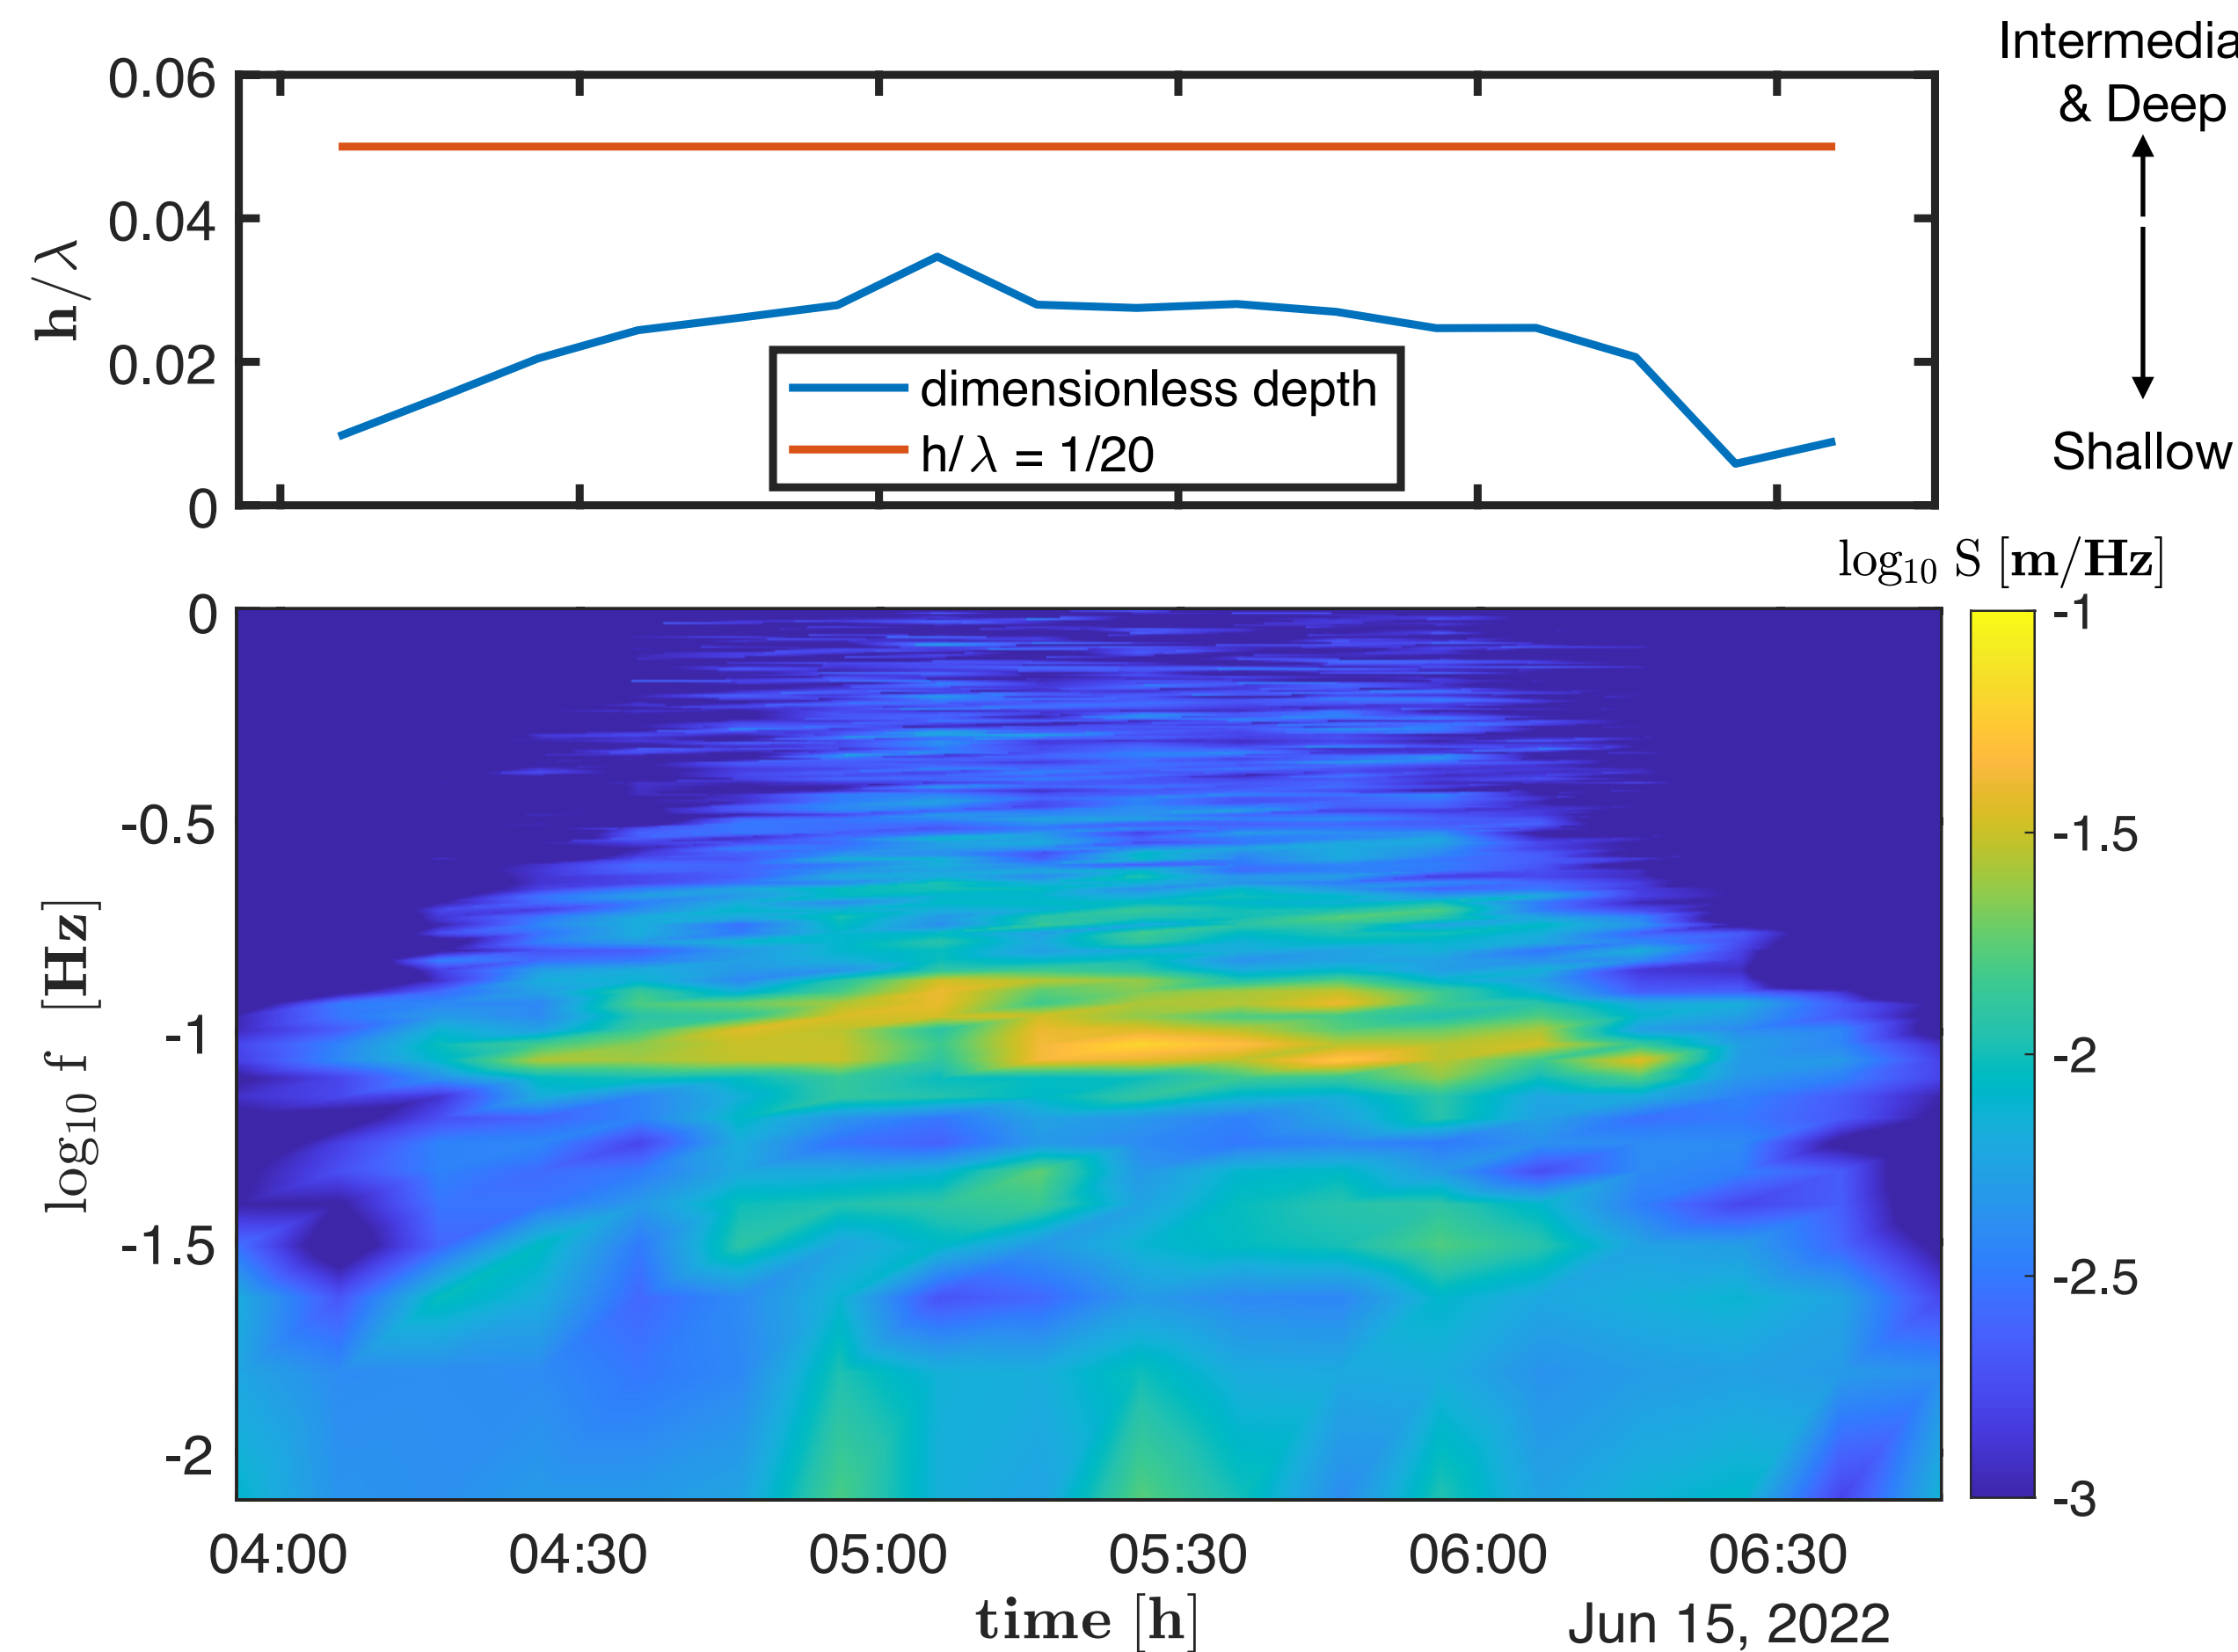 Intermedia
& Deep
Shallow
0.06
0.04
0.02
0
h/λ
dimensionless depth
h/λ = 1/20
log10 S [m/Hz]
0
-0.5
-1
-1.5
-2
log10 f [Hz]
-1
-1.5
-2
-2.5
-3
04:00 04:30 05:00 05:30 06:00 06:30
time [h]
Jun 15, 2022